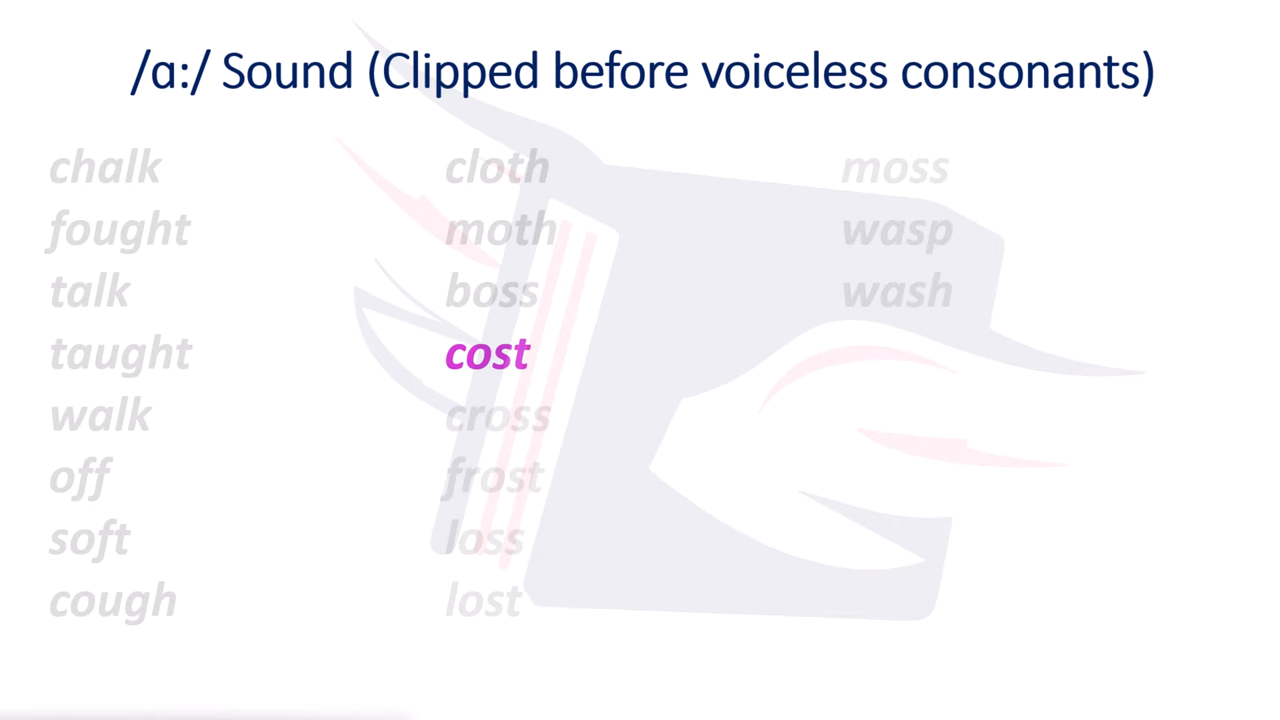 /ɑ:/ Sound (Clipped before voiceless consonants)
chalk
fought
talk
taught
walk
off
soft
cough
cloth
moth
boss
cost
cross
frost
loss
lost
moss
wasp
wash